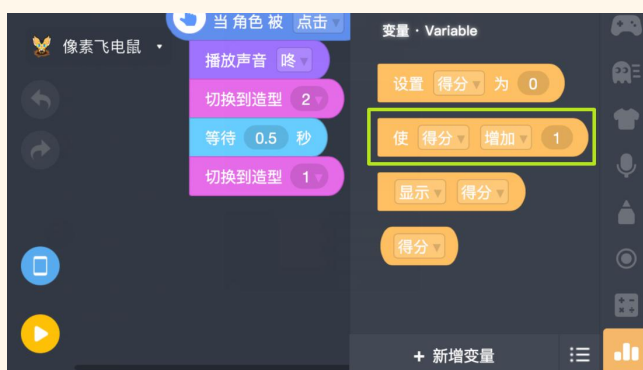 像素飞电鼠
当 角色 被 点击
播放声音 咚
切换到造型 2
等待 0.5 秒
切换到造型 1
变量 · Variable
设置 得分 为 0
使 得分 增加 1
显示 得分
得分
+ 新增变量